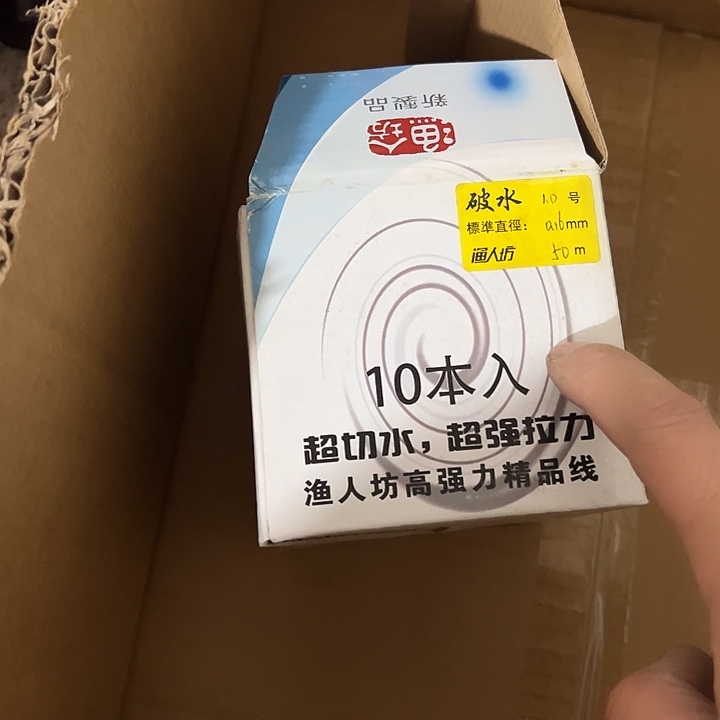 新製品
渔人坊
破水 1.0 号
標準直徑: 0.16mm
渔人坊 50 m
10本入
超切水，超强拉力
渔人坊高强力精品线